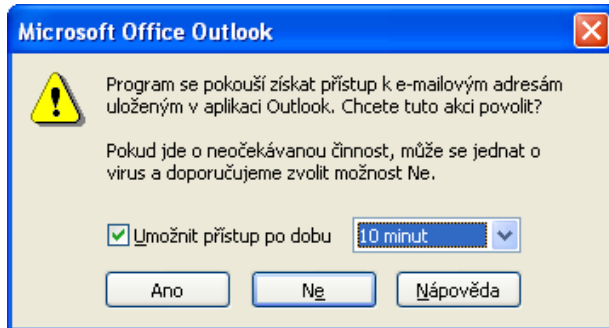 Microsoft Office Outlook
Program se pokouší získat přístup k e-mailovým adresám
uloženým v aplikaci Outlook. Chcete tuto akci povolit?
Pokud jde o neočekávanou činnost, může se jednat o
virus a doporučujeme zvolit možnost Ne.
Umožnit přístup po dobu 10 minut
Ano Ne Nápověda